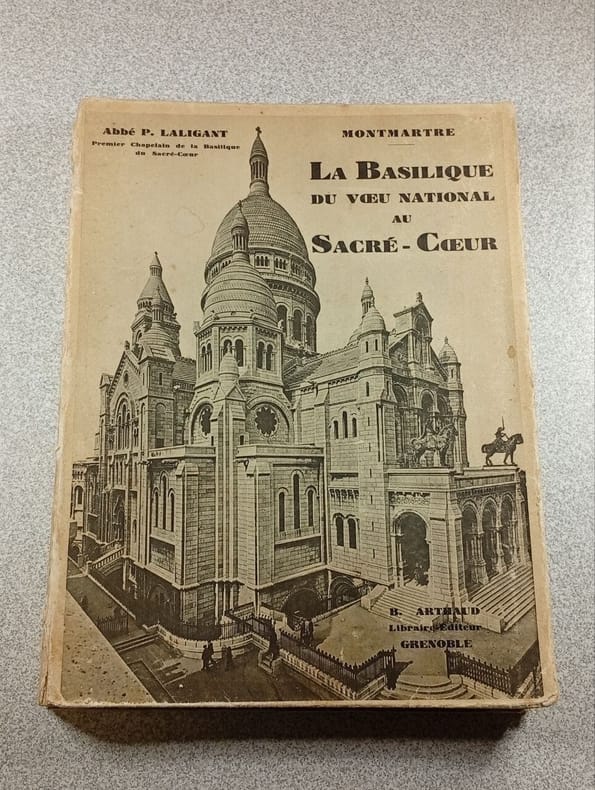 Abbé P. LALIGANT
Premier Chapelain de la Basilique
du Sacré-Cœur
MONTMARTRE
LA BASILIQUE
DU VŒU NATIONAL
AU
SACRÉ - CŒUR
B. ARTHAUD
Libraire-Éditeur
GRENOBLE